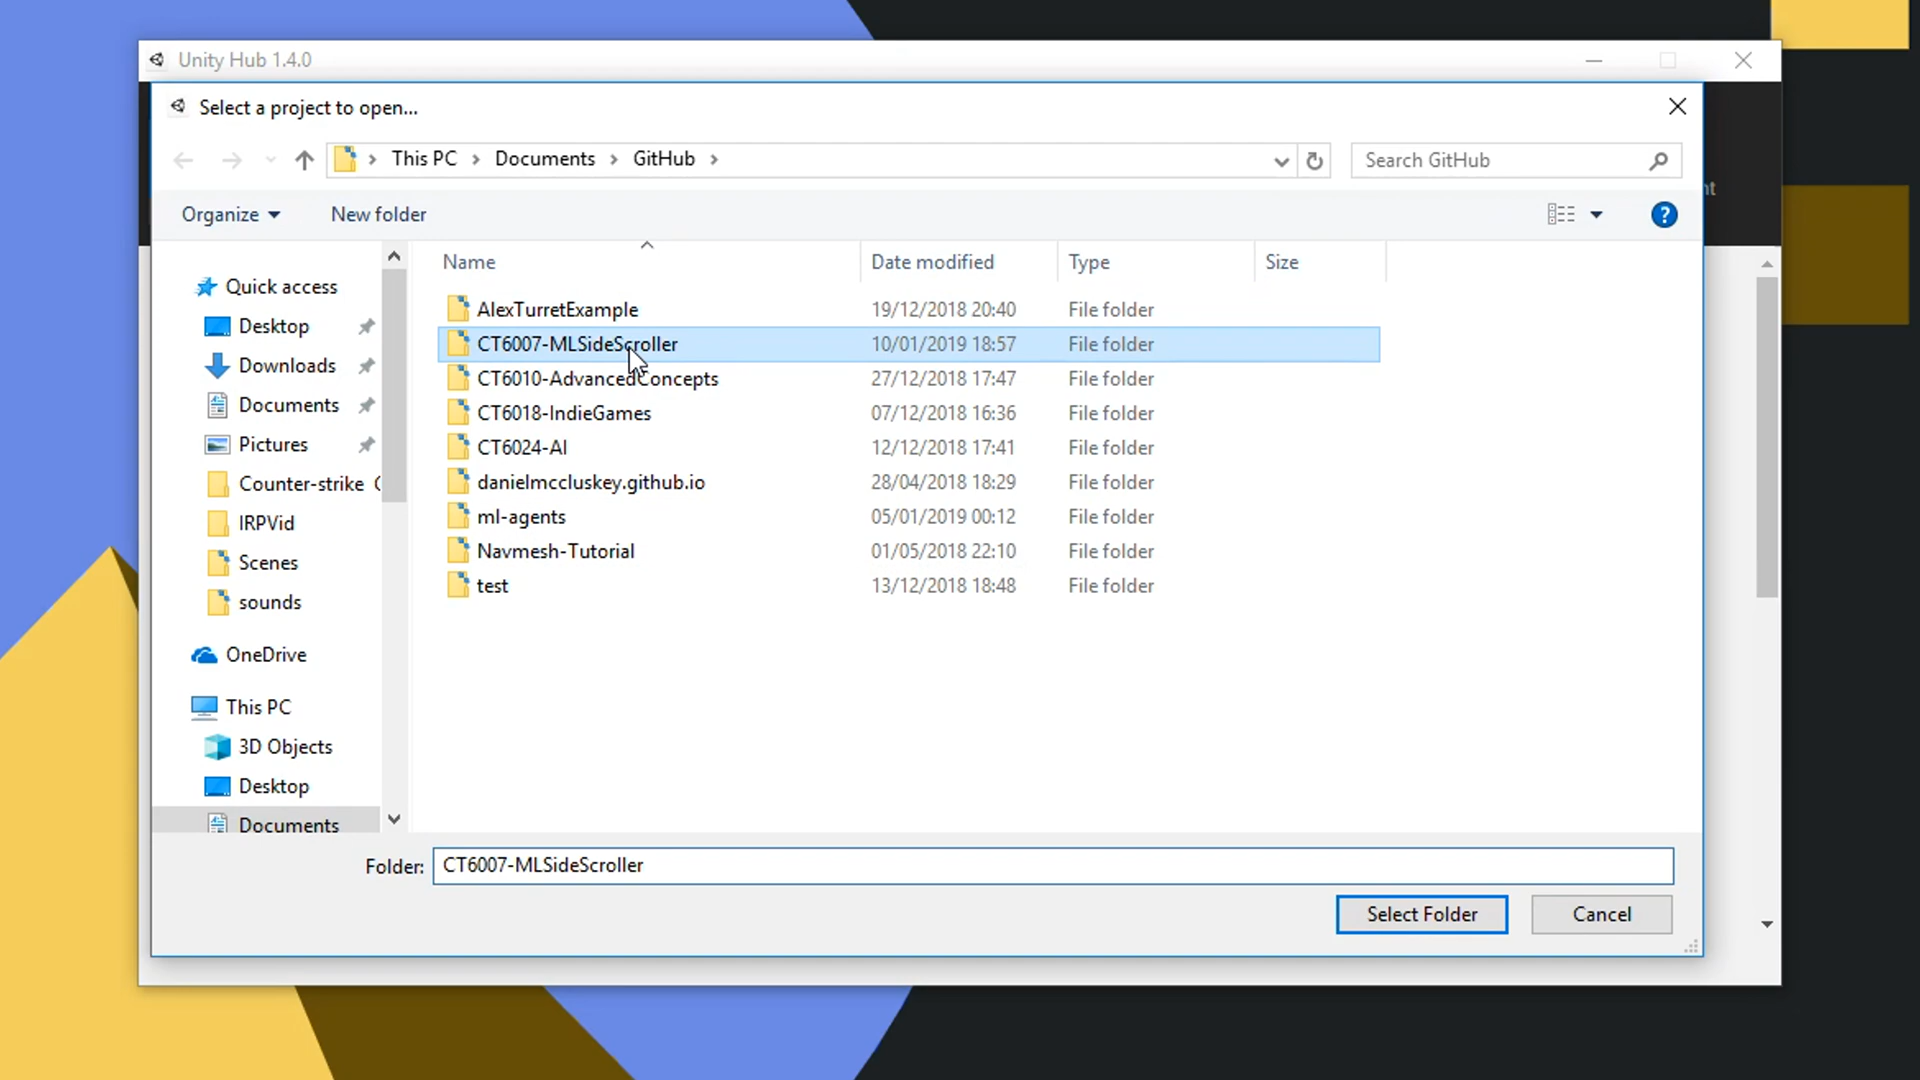 Unity Hub 1.4.0
Select a project to open...
This PC > Documents > GitHub >
Search GitHub
nt
Organize
New folder
?
Name Date modified Type Size
Quick access
Desktop
Downloads
Documents
Pictures
Counter-strike
IRPVid
Scenes
sounds
OneDrive
This PC
3D Objects
Desktop
Documents
AlexTurretExample 19/12/2018 20:40 File folder
CT6007-MLSideScroller 10/01/2019 18:57 File folder
CT6010-AdvancedConcepts 27/12/2018 17:47 File folder
CT6018-IndieGames 07/12/2018 16:36 File folder
CT6024-AI 12/12/2018 17:41 File folder
danielmccluskey.github.io 28/04/2018 18:29 File folder
ml-agents 05/01/2019 00:12 File folder
Navmesh-Tutorial 01/05/2018 22:10 File folder
test 13/12/2018 18:48 File folder
Folder: CT6007-MLSideScroller
Select Folder
Cancel